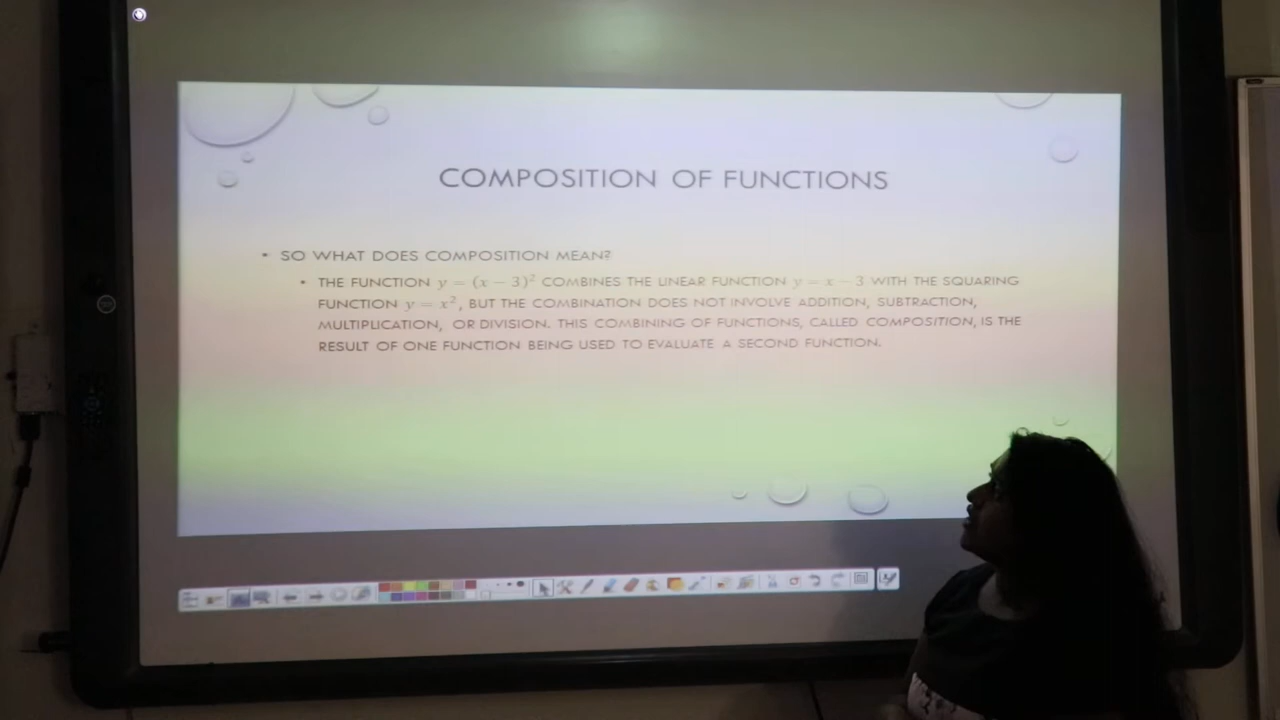 COMPOSITION OF FUNCTIONS
• SO WHAT DOES COMPOSITION MEAN?
• THE FUNCTION y = (x − 3)² COMBINES THE LINEAR FUNCTION y = x − 3 WITH THE SQUARING
FUNCTION y = x², BUT THE COMBINATION DOES NOT INVOLVE ADDITION, SUBTRACTION,
MULTIPLICATION, OR DIVISION. THIS COMBINING OF FUNCTIONS, CALLED COMPOSITION, IS THE
RESULT OF ONE FUNCTION BEING USED TO EVALUATE A SECOND FUNCTION.